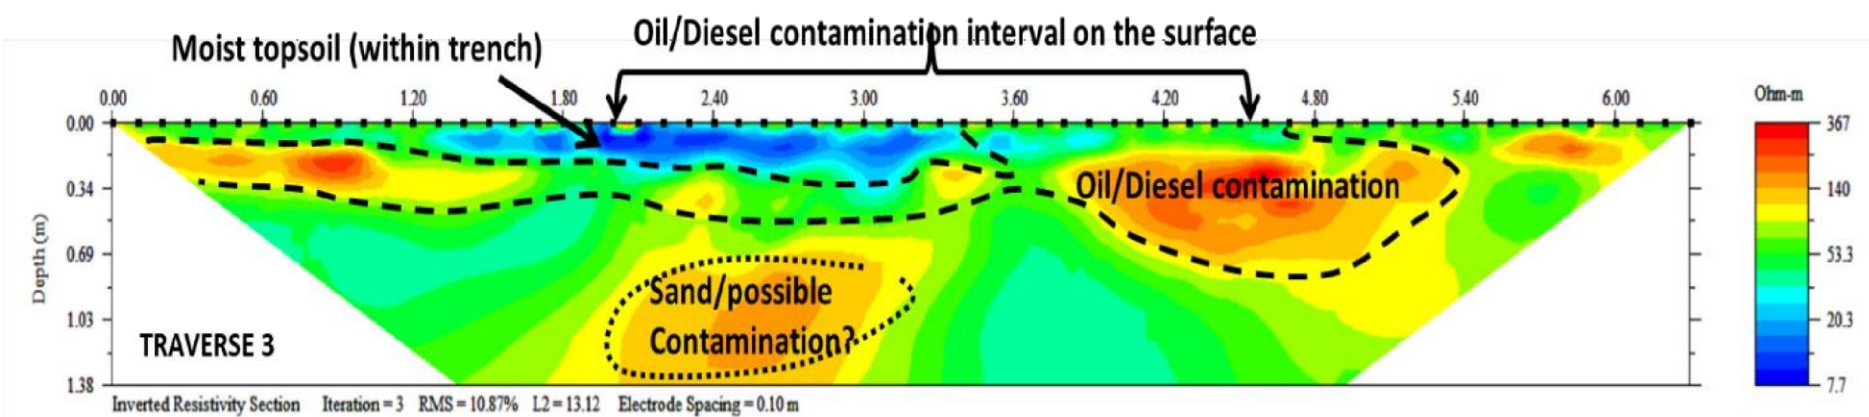 Oil/Diesel contamination interval on the surface
Moist topsoil (within trench)
0.00 0.60 1.20 1.80 2.40 3.00 3.60 4.20 4.80 5.40 6.00
Ohm-m
0.00
0.34
0.69
1.03
1.38
Depth (m)
367
140
53.3
20.3
7.7
Oil/Diesel contamination
Sand/possible
Contamination?
TRAVERSE 3
Inverted Resistivity Section Iteration = 3 RMS = 10.87% L2 = 13.12 Electrode Spacing = 0.10 m